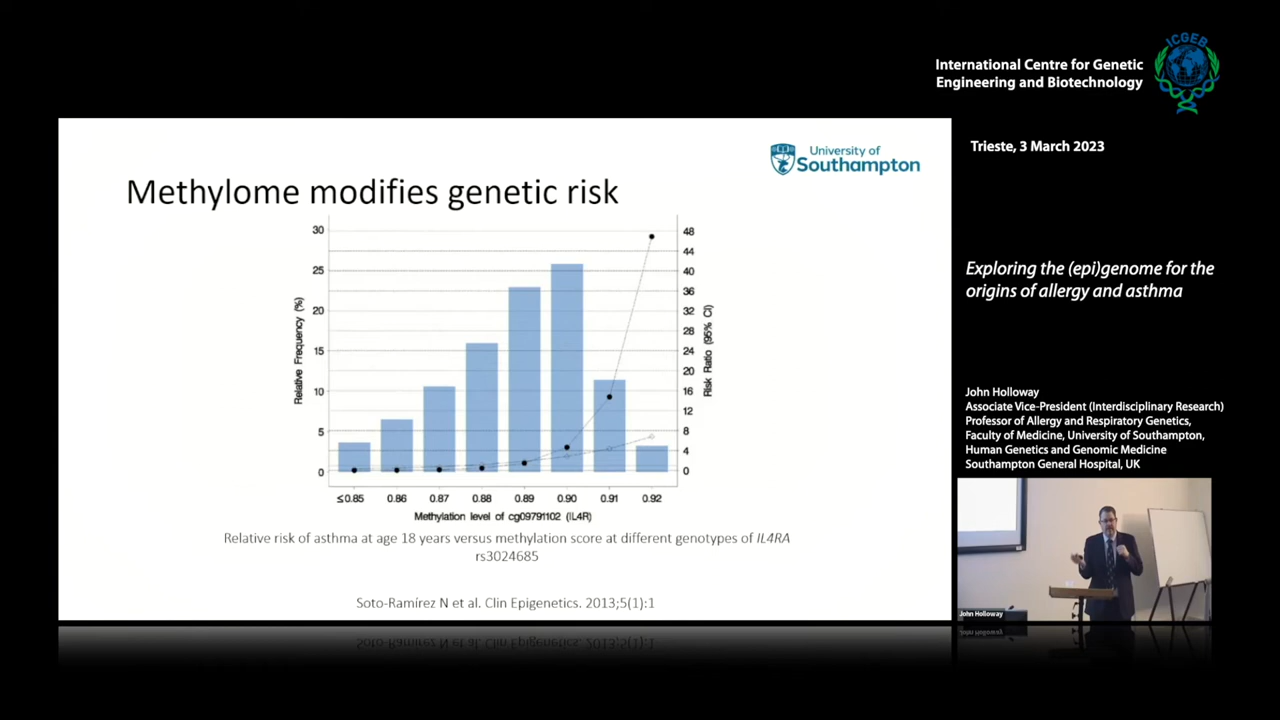 ICGEB
International Centre for Genetic
Engineering and Biotechnology
Trieste, 3 March 2023
University of
Southampton
Methylome modifies genetic risk
30
25
20
15
10
5
0
Relative Frequency (%)
48
44
40
36
32
28
24
20
16
12
8
4
0
Risk Ratio (95% CI)
≤0.85 0.86 0.87 0.88 0.89 0.90 0.91 0.92
Methylation level of cg09791102 (IL4R)
Relative risk of asthma at age 18 years versus methylation score at different genotypes of IL4RA
rs3024685
Soto-Ramírez N et al. Clin Epigenetics. 2013;5(1):1
Exploring the (epi)genome for the
origins of allergy and asthma
John Holloway
Associate Vice-President (Interdisciplinary Research)
Professor of Allergy and Respiratory Genetics,
Faculty of Medicine, University of Southampton,
Human Genetics and Genomic Medicine
Southampton General Hospital, UK
John Holloway